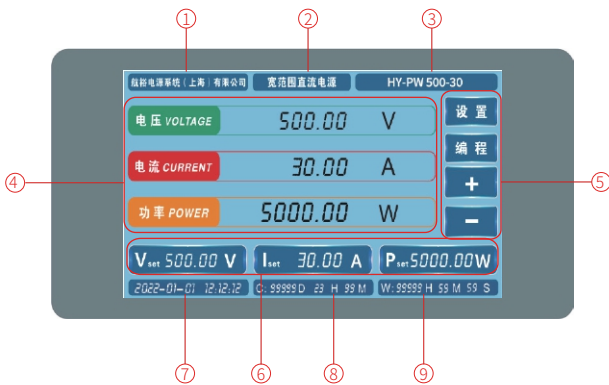 ① ② ③
航裕电源系统(上海)有限公司 宽范围直流电源 HY-PW 500-30
电压 VOLTAGE 500.00 V
设置
电流 CURRENT 30.00 A
编程
④ ⑤
+
功率 POWER 5000.00 W
−
Vset 500.00 V Iset 30.00 A Pset 5000.00W
2022-01-01 12:12:12 C: 99999 D 23 H 99 M W: 99999 H 59 M 59 S
⑦ ⑥ ⑧ ⑨